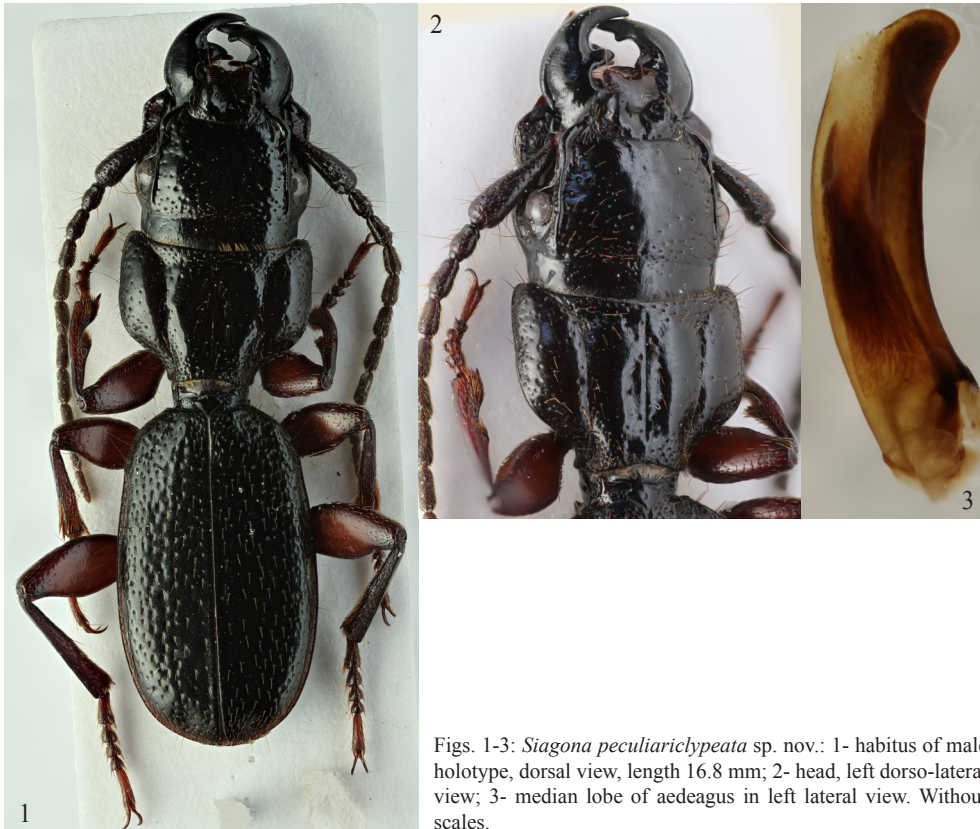 1
2
3
Figs. 1-3: Siagona peculiariclypeata sp. nov.: 1- habitus of male
holotype, dorsal view, length 16.8 mm; 2- head, left dorso-lateral
view; 3- median lobe of aedeagus in left lateral view. Without
scales.